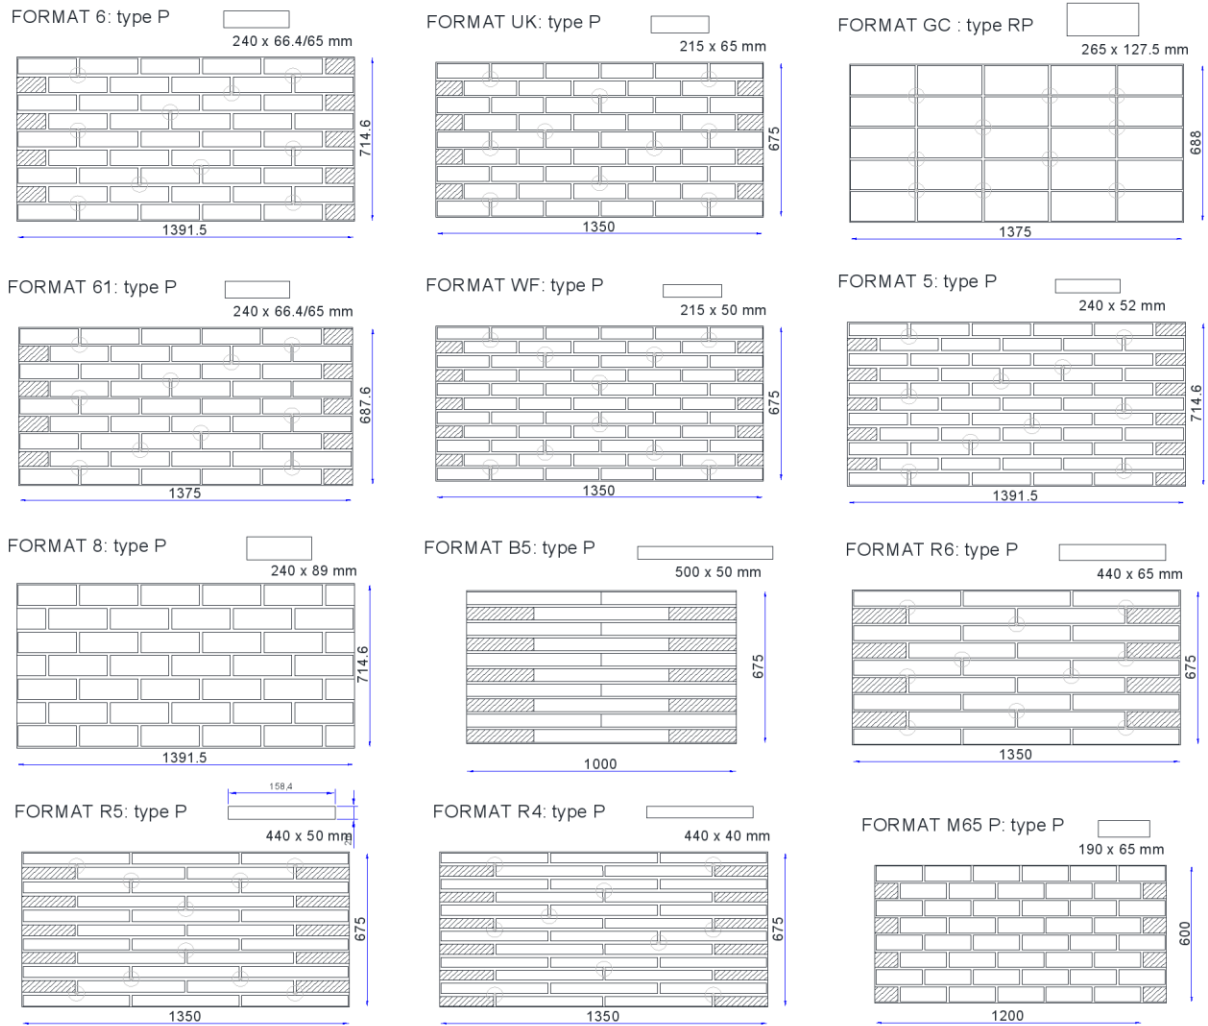 FORMAT 6: type P
240 x 66.4/65 mm
714.6
1391.5
FORMAT UK: type P
215 x 65 mm
675
1350
FORMAT GC : type RP
265 x 127.5 mm
688
1375
FORMAT 61: type P
240 x 66.4/65 mm
687.6
1375
FORMAT WF: type P
215 x 50 mm
675
1350
FORMAT 5: type P
240 x 52 mm
714.6
1391.5
FORMAT 8: type P
240 x 89 mm
714.6
1391.5
FORMAT B5: type P
500 x 50 mm
675
1000
FORMAT R6: type P
440 x 65 mm
675
1350
FORMAT R5: type P
158.4
440 x 50 mm
675
1350
FORMAT R4: type P
440 x 40 mm
675
1350
FORMAT M65 P: type P
190 x 65 mm
600
1200